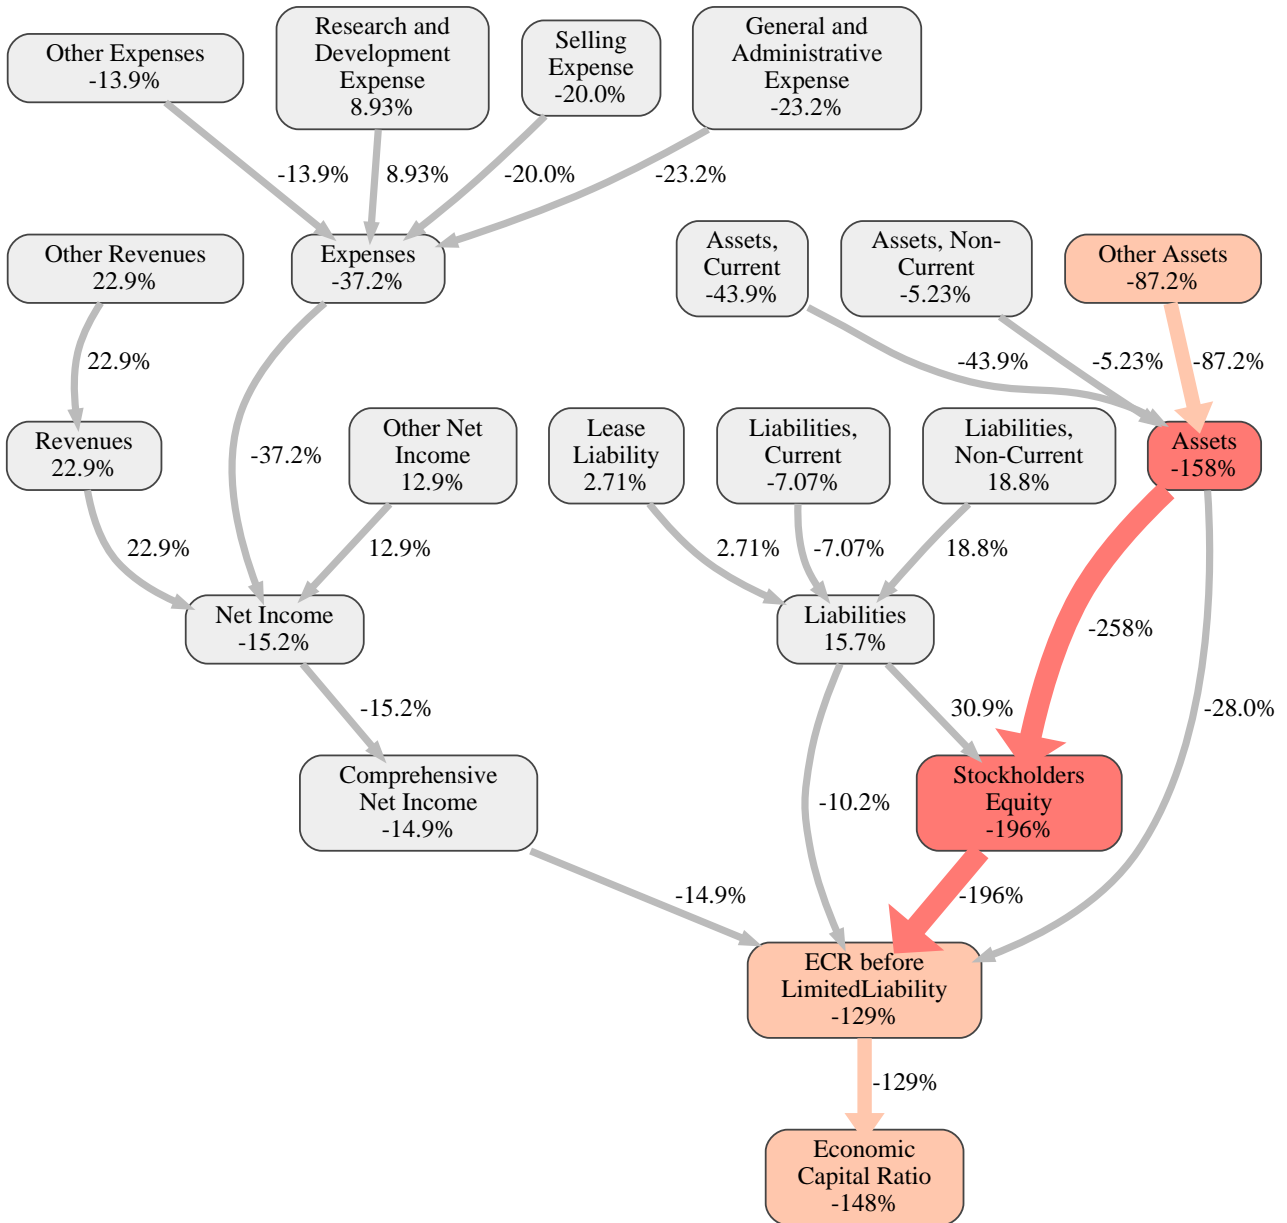 Other Expenses
-13.9%
Research and
Development
Expense
8.93%
Selling
Expense
-20.0%
General and
Administrative
Expense
-23.2%
-13.9%
8.93%
-20.0%
-23.2%
Other Revenues
22.9%
Expenses
-37.2%
Assets,
Current
-43.9%
Assets, Non-
Current
-5.23%
Other Assets
-87.2%
22.9%
-43.9%
-5.23%
-87.2%
Revenues
22.9%
-37.2%
Other Net
Income
12.9%
Lease
Liability
2.71%
Liabilities,
Current
-7.07%
Liabilities,
Non-Current
18.8%
Assets
-158%
22.9%
12.9%
2.71%
-7.07%
18.8%
Net Income
-15.2%
Liabilities
15.7%
-258%
-15.2%
30.9%
-28.0%
Comprehensive
Net Income
-14.9%
-10.2%
Stockholders
Equity
-196%
-14.9%
-196%
ECR before
LimitedLiability
-129%
-129%
Economic
Capital Ratio
-148%